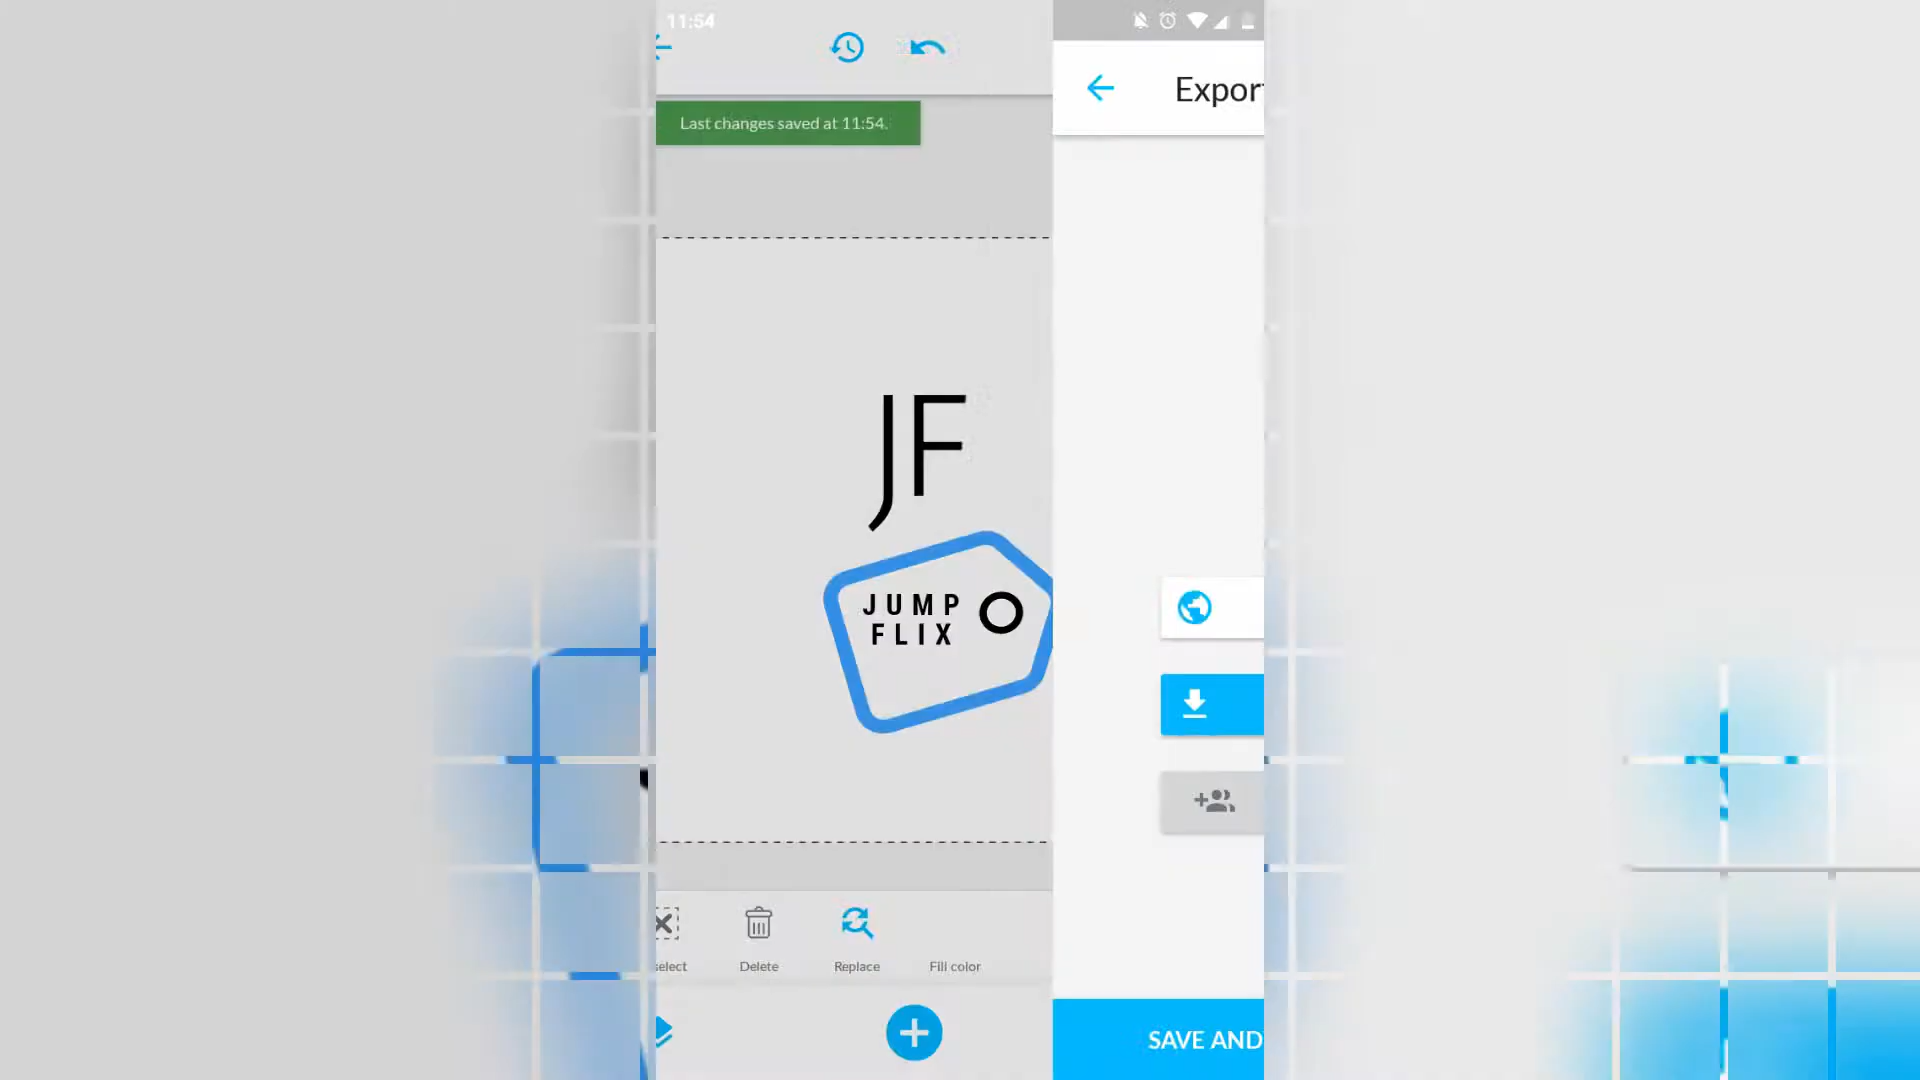 11:54
Expor
Last changes saved at 11:54.
JF
JUMP
FLIX
elect
Delete
Replace
Fill color
SAVE AND